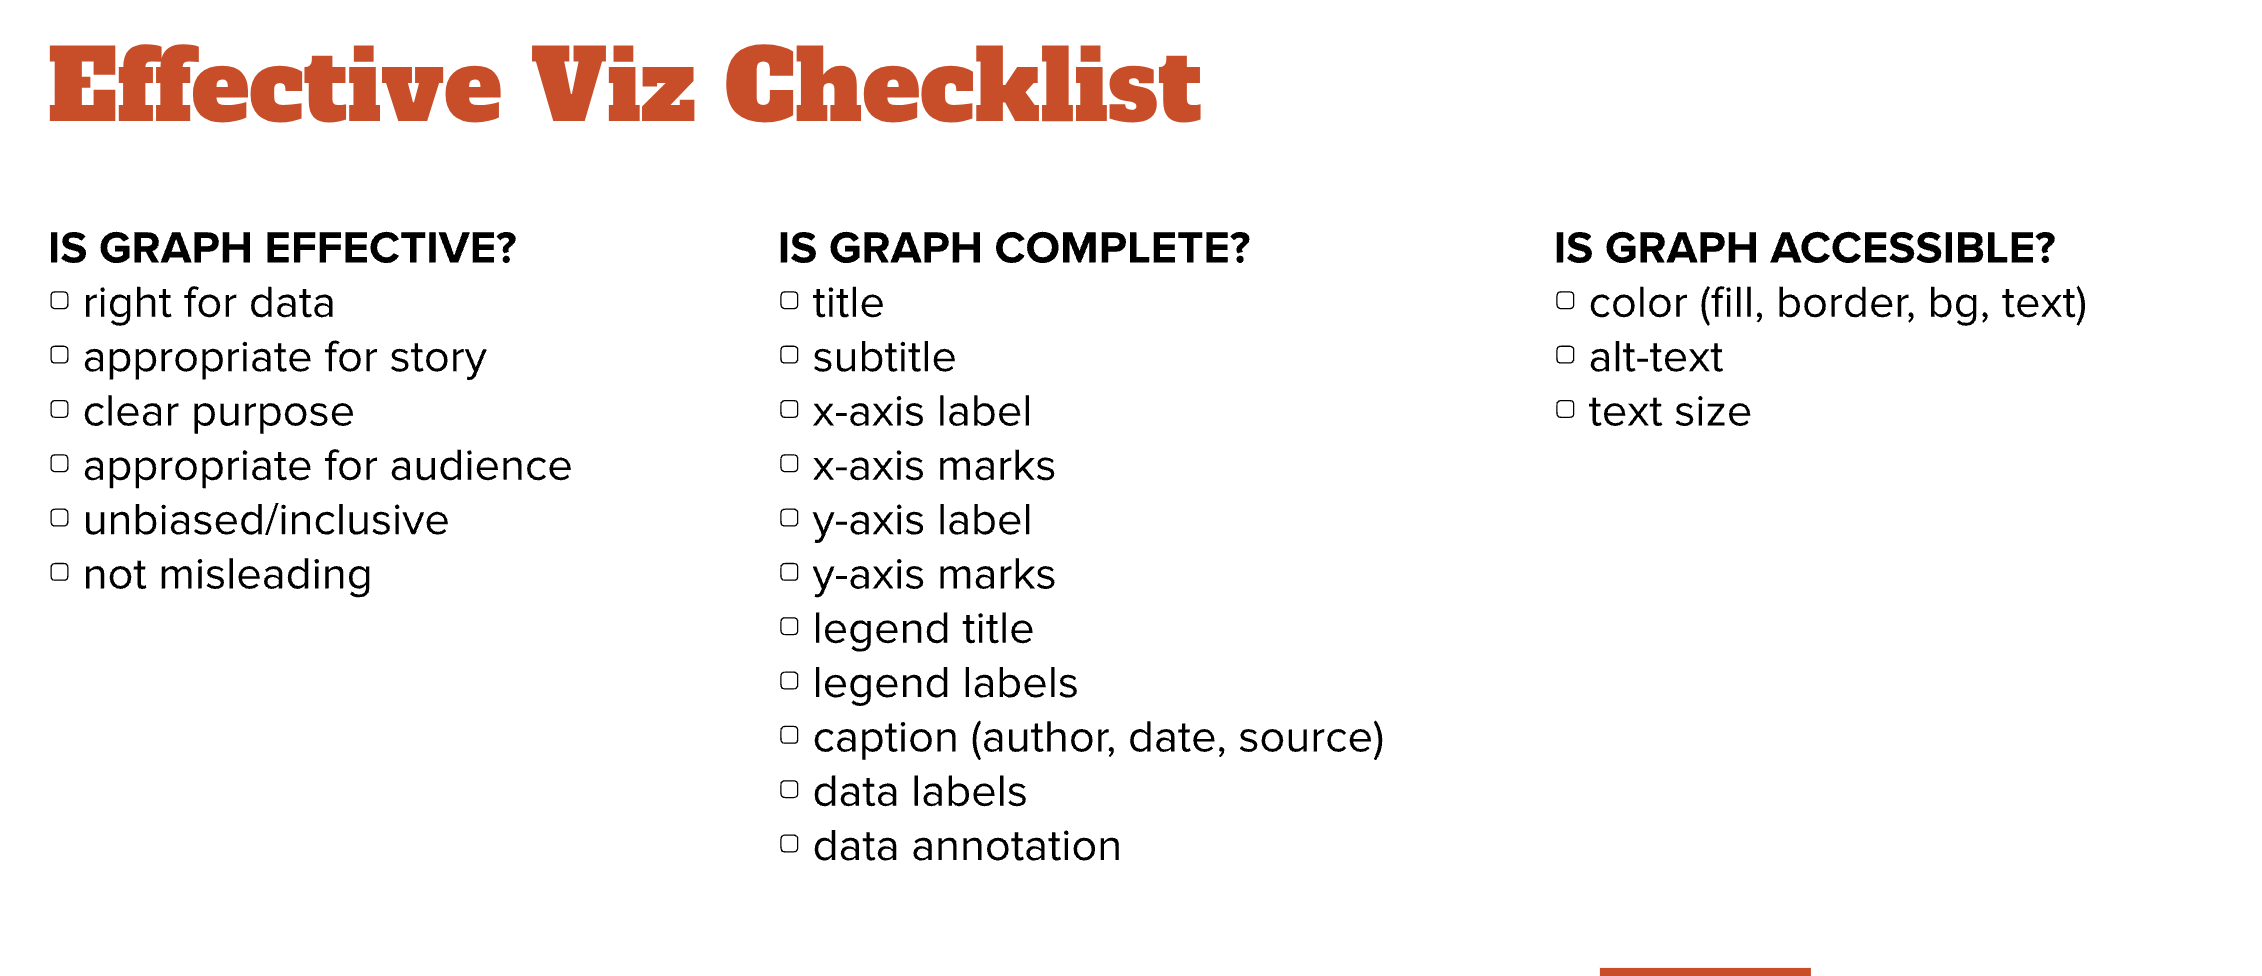 Effective Viz Checklist
IS GRAPH EFFECTIVE?
right for data
appropriate for story
clear purpose
appropriate for audience
unbiased/inclusive
not misleading
IS GRAPH COMPLETE?
title
subtitle
x-axis label
x-axis marks
y-axis label
y-axis marks
legend title
legend labels
caption (author, date, source)
data labels
data annotation
IS GRAPH ACCESSIBLE?
color (fill, border, bg, text)
alt-text
text size